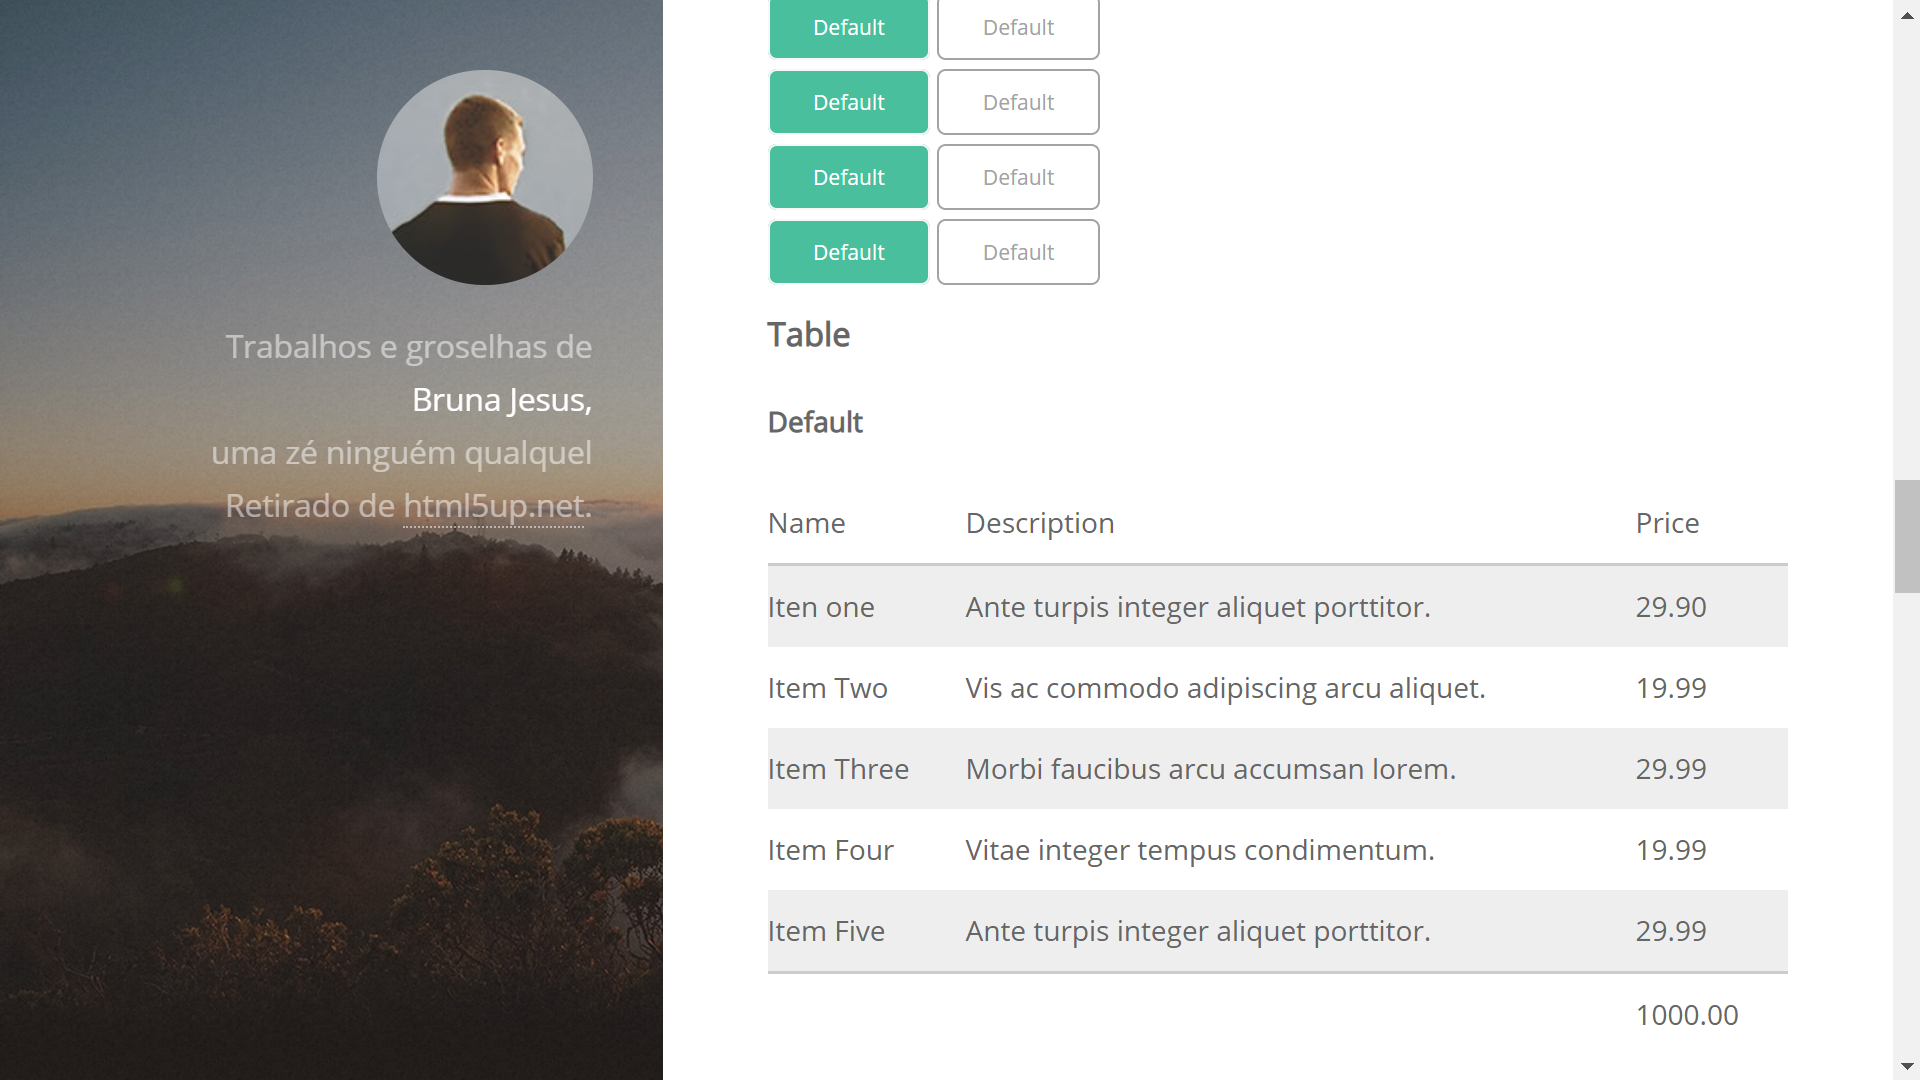 Trabalhos e groselhas de
Bruna Jesus,
uma zé ninguém qualquel
Retirado de html5up.net.
Default Default
Default Default
Default Default
Default Default
Table
Default
Name Description Price
Iten one Ante turpis integer aliquet porttitor. 29.90
Item Two Vis ac commodo adipiscing arcu aliquet. 19.99
Item Three Morbi faucibus arcu accumsan lorem. 29.99
Item Four Vitae integer tempus condimentum. 19.99
Item Five Ante turpis integer aliquet porttitor. 29.99
1000.00